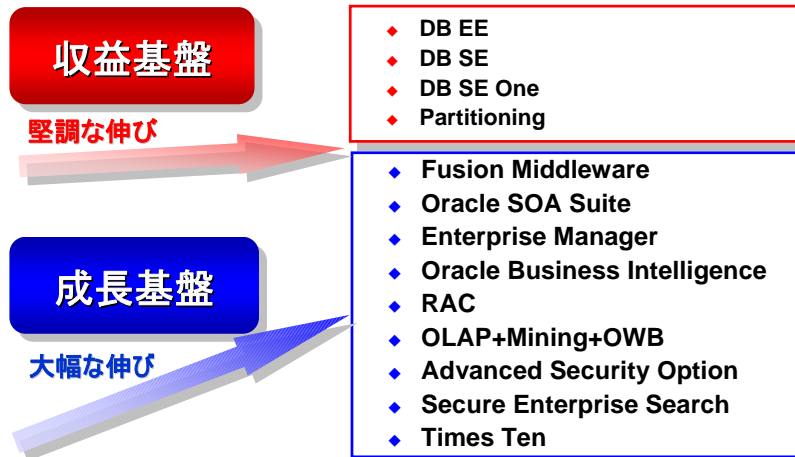 収益基盤
堅調な伸び
DB EE
DB SE
DB SE One
Partitioning
成長基盤
大幅な伸び
Fusion Middleware
Oracle SOA Suite
Enterprise Manager
Oracle Business Intelligence
RAC
OLAP+Mining+OWB
Advanced Security Option
Secure Enterprise Search
Times Ten